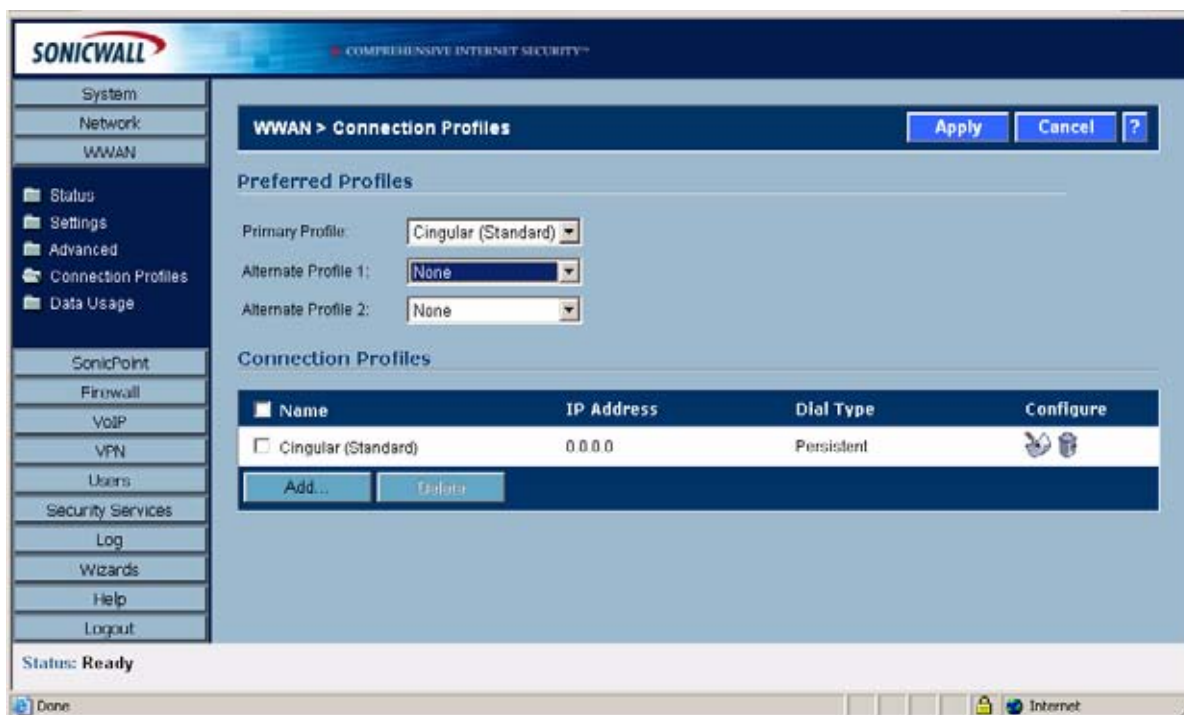 SONICWALL
COMPREHENSIVE INTERNET SECURITY™
System
Network
WWAN
Status
Settings
Advanced
Connection Profiles
Data Usage
SonicPoint
Firewall
VoIP
VPN
Users
Security Services
Log
Wizards
Help
Logout
WWAN > Connection Profiles
Apply Cancel ?
Preferred Profiles
Primary Profile: Cingular (Standard)
Alternate Profile 1: None
Alternate Profile 2: None
Connection Profiles
Name IP Address Dial Type Configure
Cingular (Standard) 0.0.0.0 Persistent
Add... Delete
Status: Ready
Done Internet